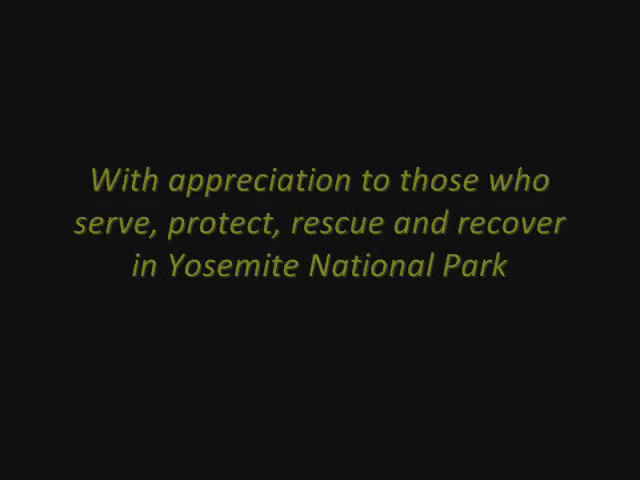 With appreciation to those who
serve, protect, rescue and recover
in Yosemite National Park